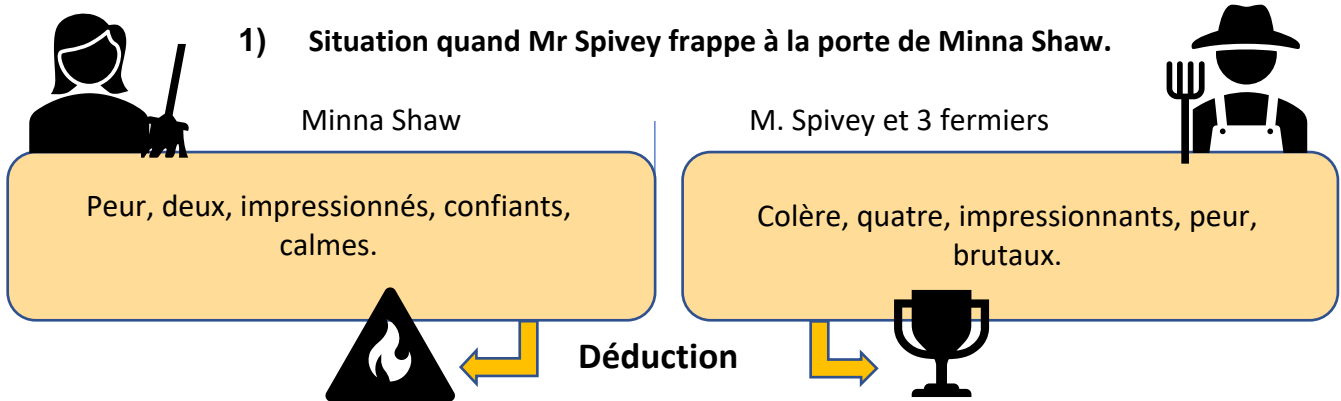 1) Situation quand Mr Spivey frappe à la porte de Minna Shaw.
Minna Shaw
M. Spivey et 3 fermiers
Peur, deux, impressionnés, confiants,
calmes.
Colère, quatre, impressionnants, peur,
brutaux.
Déduction